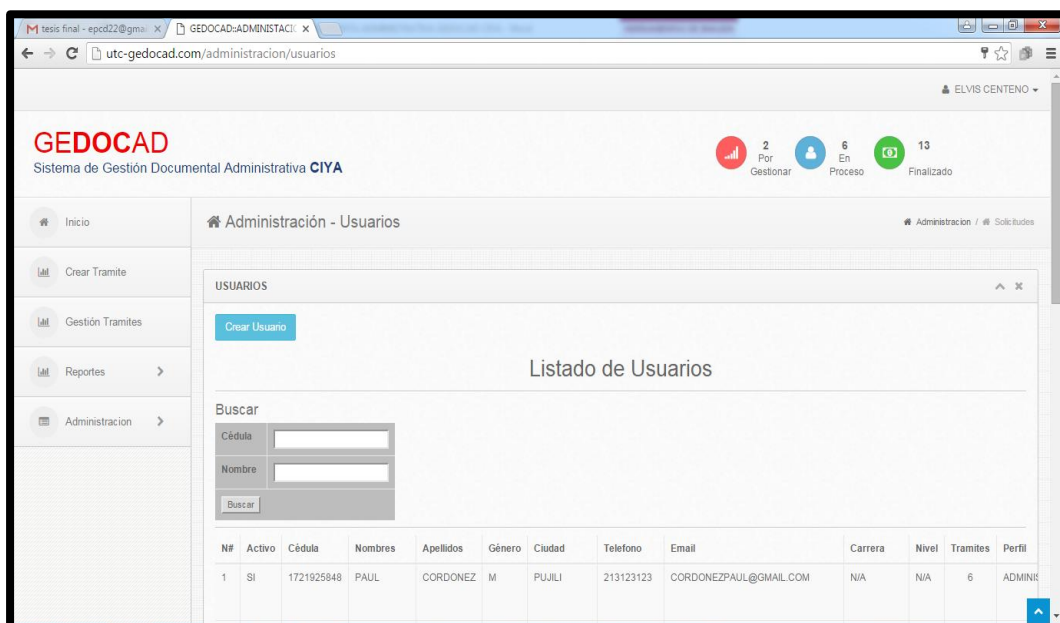 tesis final - epcd22@gmai
GEDOCAD::ADMINISTACIO
utc-gedocad.com/administracion/usuarios
ELVIS CENTENO
GEDOCAD
Sistema de Gestión Documental Administrativa CIYA
2 Por Gestionar
6 En Proceso
13 Finalizado
Inicio
Crear Tramite
Gestión Tramites
Reportes
Administracion
Administración - Usuarios
Administracion / Solicitudes
USUARIOS
Crear Usuario
Listado de Usuarios
Buscar
Cédula
Nombre
Buscar
N# Activo Cédula Nombres Apellidos Género Ciudad Telefono Email Carrera Nivel Tramites Perfil
1 SI 1721925848 PAUL CORDONEZ M PUJILI 213123123 CORDONEZPAUL@GMAIL.COM N/A N/A 6 ADMINIS